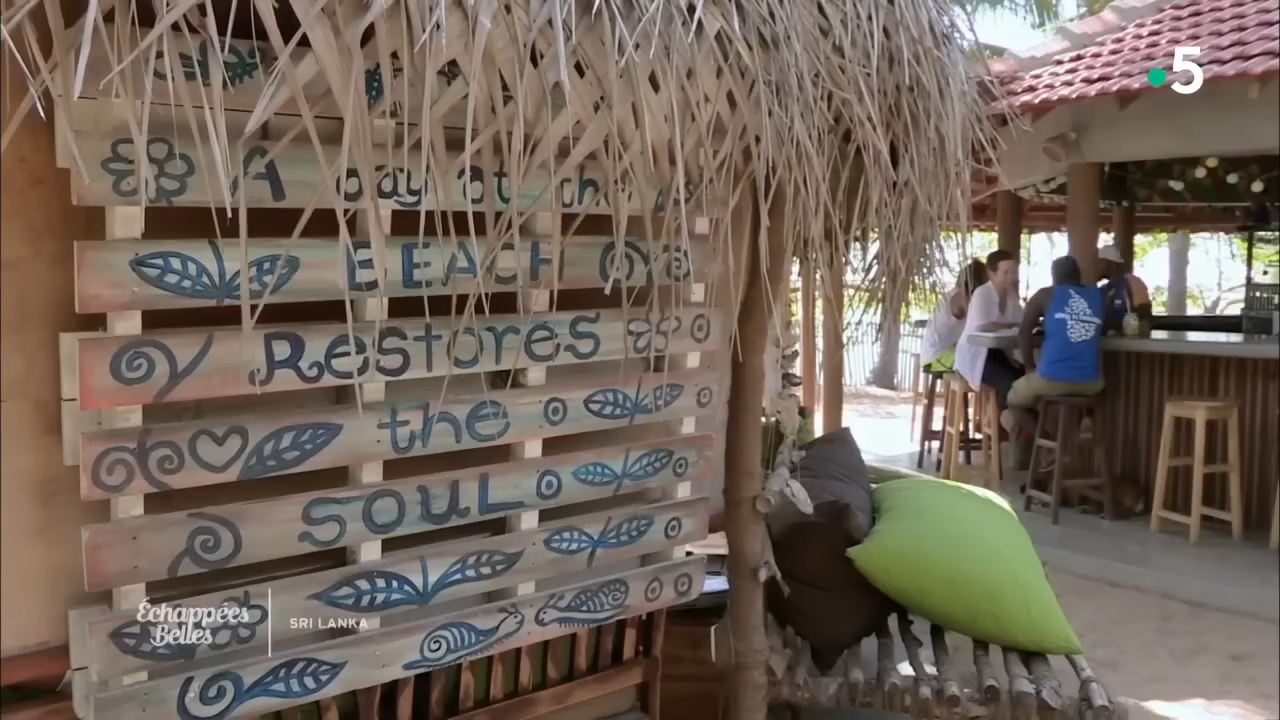 5
A day at the
BEACH
Restores
the
SOUL
Échappées
Belles
SRI LANKA